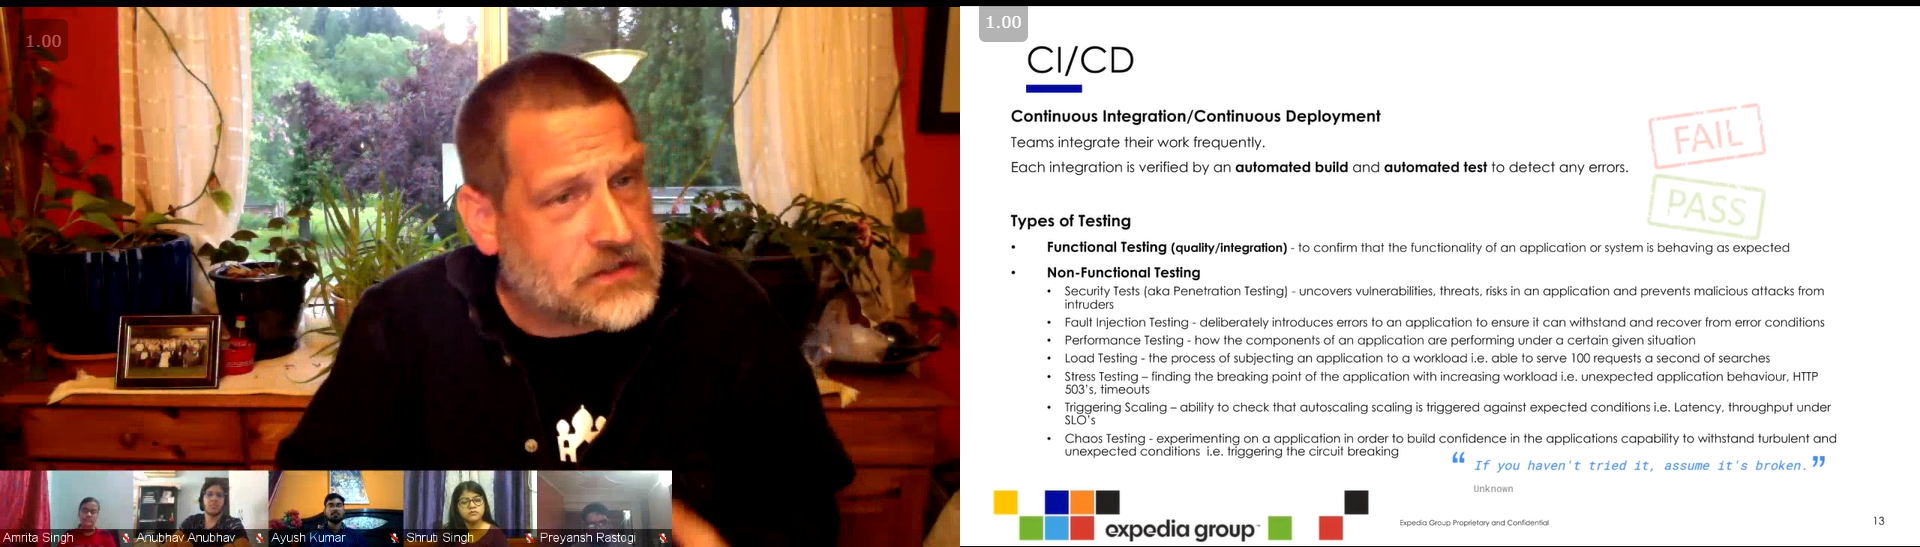 1.00
Amrita Singh
Anubhav Anubhav
Ayush Kumar
Shruti Singh
Preyansh Rastogi
1.00
CI/CD
Continuous Integration/Continuous Deployment
Teams integrate their work frequently.
Each integration is verified by an automated build and automated test to detect any errors.
FAIL
PASS
Types of Testing
• Functional Testing (quality/integration) - to confirm that the functionality of an application or system is behaving as expected
• Non-Functional Testing
• Security Tests (aka Penetration Testing) - uncovers vulnerabilities, threats, risks in an application and prevents malicious attacks from
intruders
• Fault Injection Testing - deliberately introduces errors to an application to ensure it can withstand and recover from error conditions
• Performance Testing - how the components of an application are performing under a certain given situation
• Load Testing - the process of subjecting an application to a workload i.e. able to serve 100 requests a second of searches
• Stress Testing – finding the breaking point of the application with increasing workload i.e. unexpected application behaviour, HTTP
503's, timeouts
• Triggering Scaling – ability to check that autoscaling scaling is triggered against expected conditions i.e. Latency, throughput under
SLO's
• Chaos Testing - experimenting on a application in order to build confidence in the applications capability to withstand turbulent and
unexpected conditions i.e. triggering the circuit breaking
“ If you haven't tried it, assume it's broken. ”
Unknown
expedia group
Expedia Group Proprietary and Confidential
13